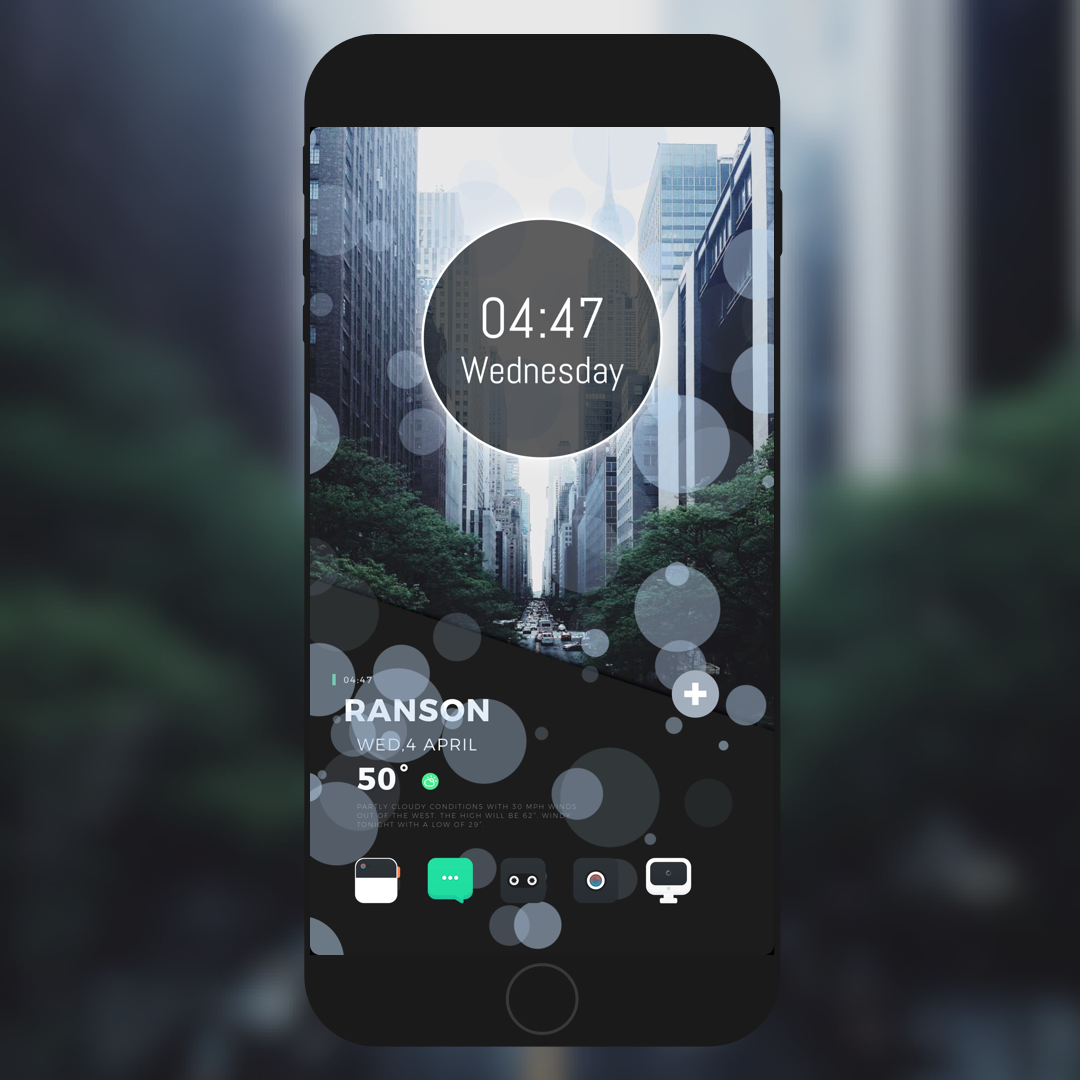 04:47
Wednesday
04:47
RANSON
WED,4 APRIL
50°
PARTLY CLOUDY CONDITIONS WITH 30 MPH WINDS
OUT OF THE WEST. THE HIGH WILL BE 62°. WINDY
TONIGHT WITH A LOW OF 29°.